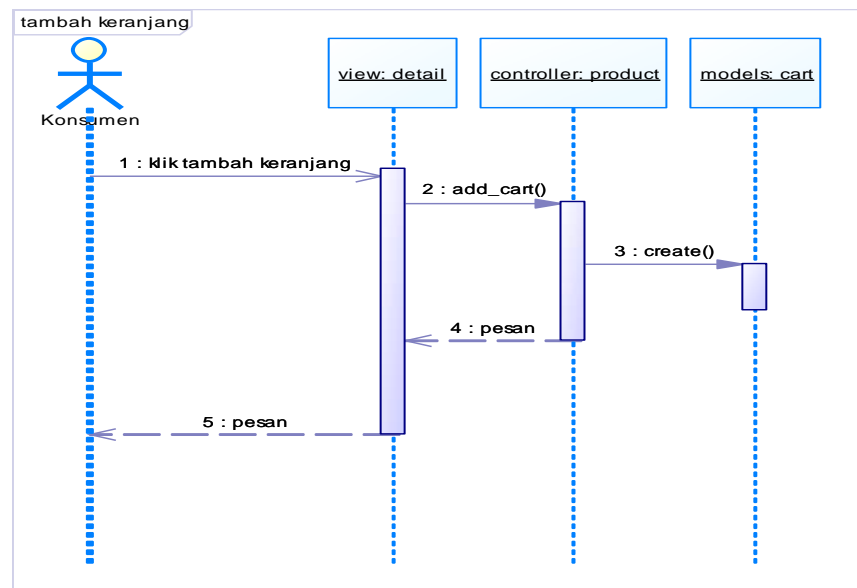 tambah keranjang
Konsumen
view: detail
controller: product
models: cart
1 : klik tambah keranjang
2 : add_cart()
3 : create()
4 : pesan
5 : pesan